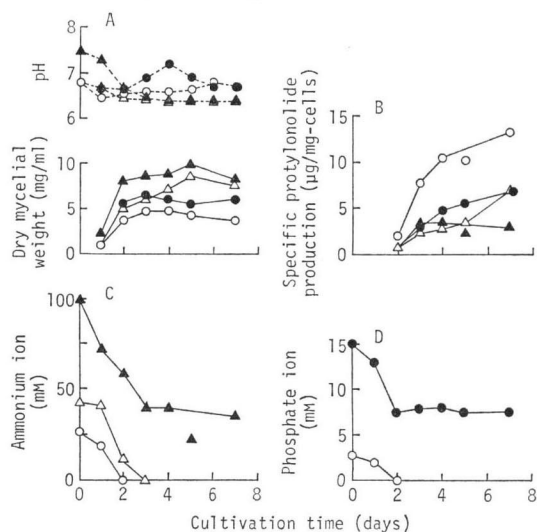 A
8
7
6
pH
10
5
0
Dry mycelial
weight (mg/ml)
B
15
10
5
0
Specific protylonolide
production (µg/mg-cells)
C
100
50
0
Ammonium ion
(mM)
0 2 4 6 8
D
15
10
5
0
Phosphate ion
(mM)
0 2 4 6 8
Cultivation time (days)